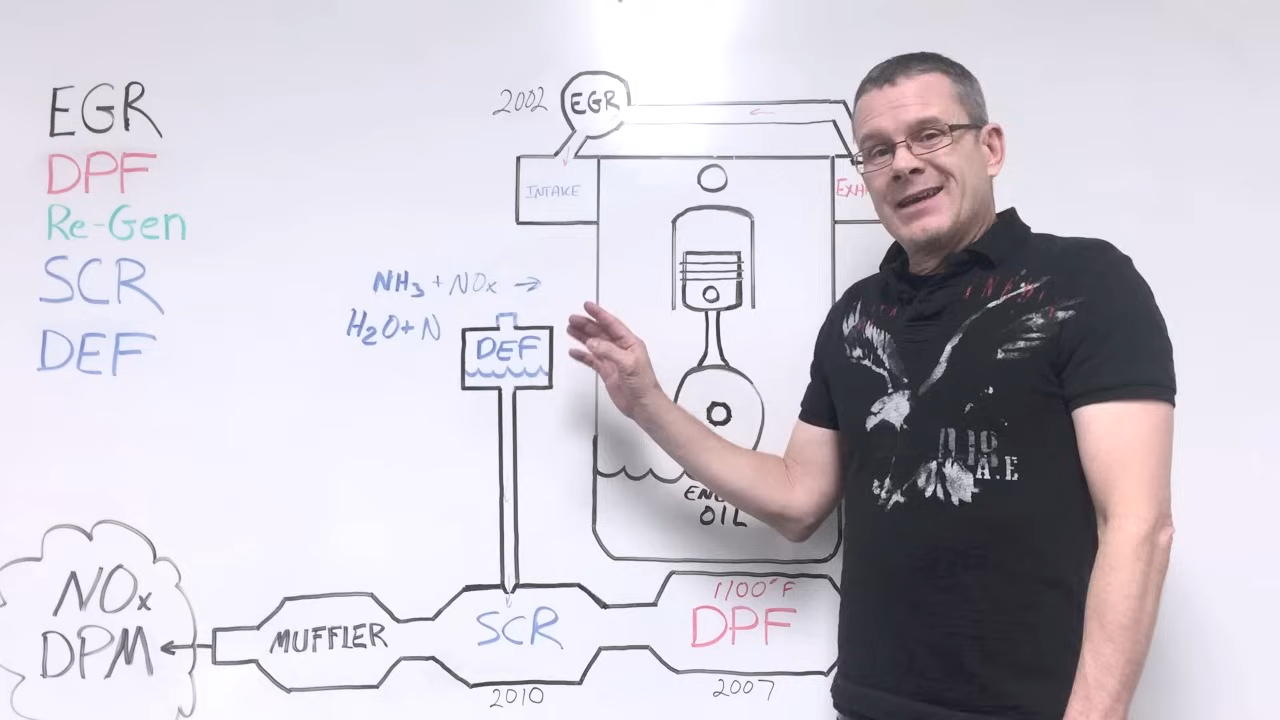 EGR
DPF
Re-Gen
SCR
DEF
2002
EGR
INTAKE
NH₃ + NOx →
H₂O + N
DEF
OIL
NOx
DPM
MUFFLER
SCR
2010
1100°F
DPF
2007
A.E